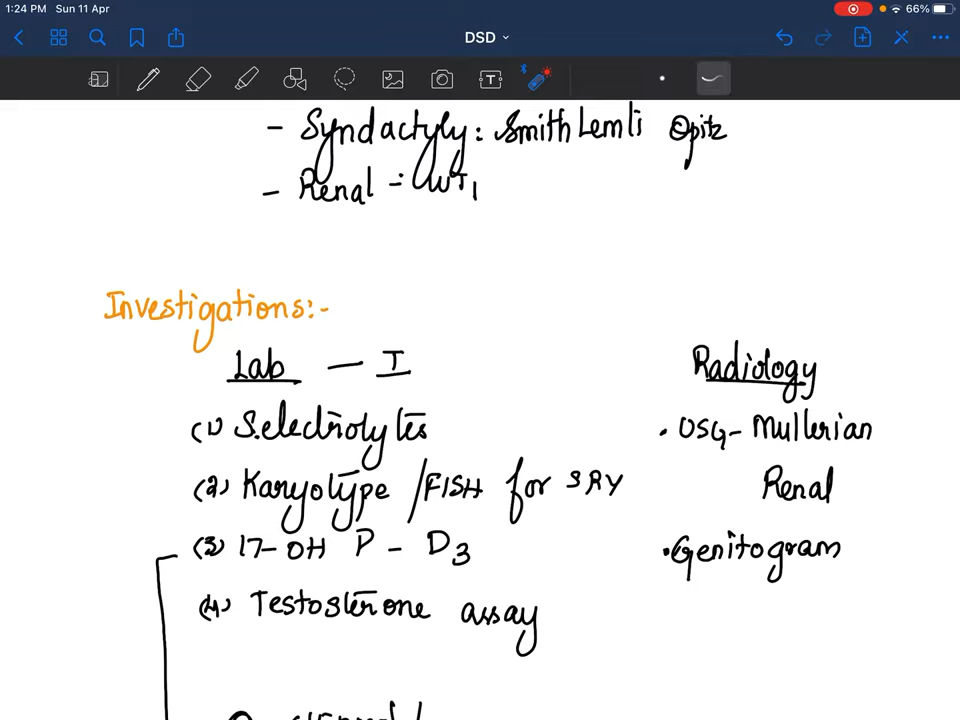 1:24 PM Sun 11 Apr
66%
DSD
- Syndactyly: Smith Lemli Opitz
- Renal - WT1
Investigations:-
Lab - I
(1) S.electrolytes
(2) Karyotype /FISH for SRY
(3) 17-OH P - D3
(4) Testosterone assay
Radiology
. USG- Mullerian
Renal
. Genitogram